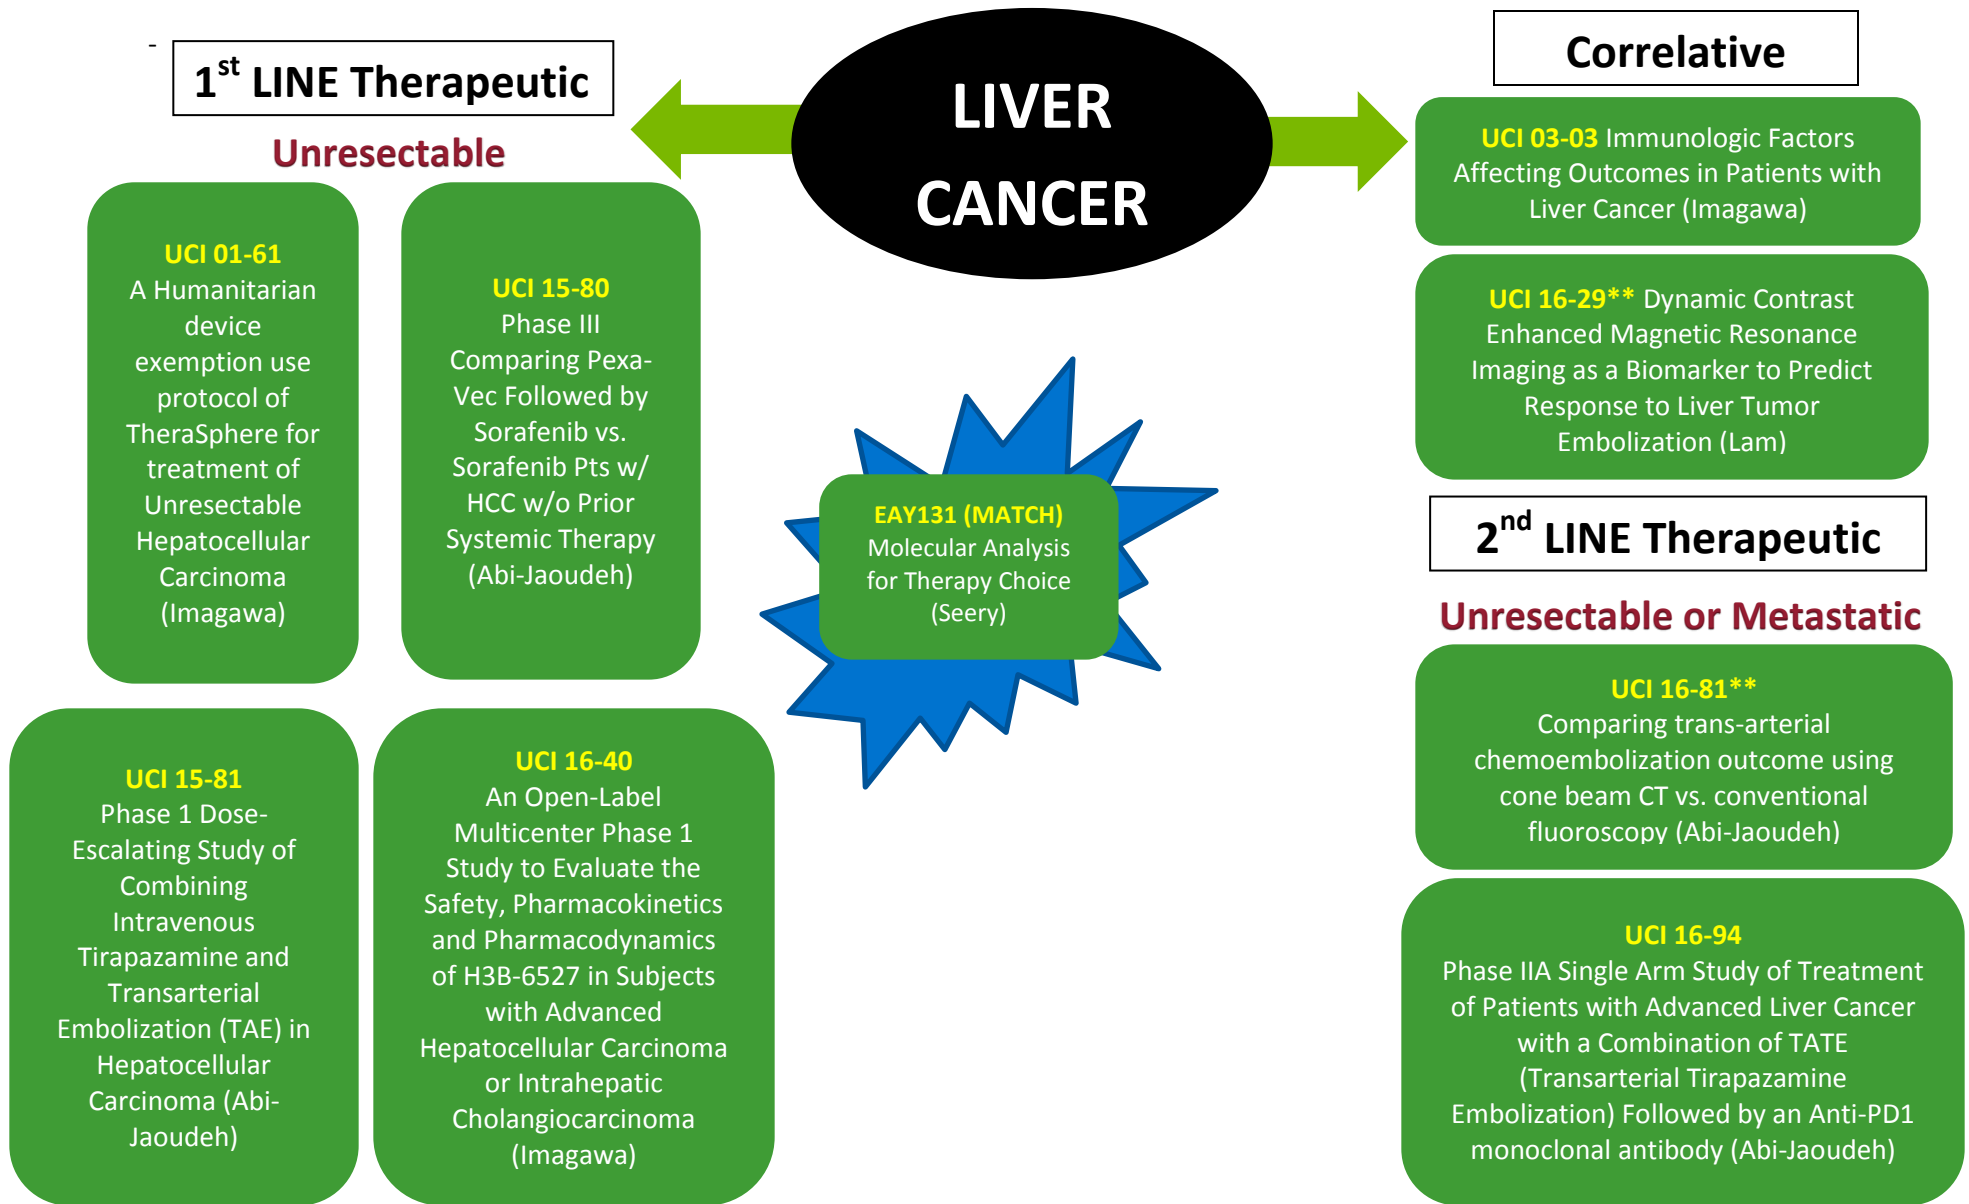 -
1st LINE Therapeutic
Unresectable
UCI 01-61
A Humanitarian
device
exemption use
protocol of
TheraSphere for
treatment of
Unresectable
Hepatocellular
Carcinoma
(Imagawa)
UCI 15-80
Phase III
Comparing Pexa-
Vec Followed by
Sorafenib vs.
Sorafenib Pts w/
HCC w/o Prior
Systemic Therapy
(Abi-Jaoudeh)
UCI 15-81
Phase 1 Dose-
Escalating Study of
Combining
Intravenous
Tirapazamine and
Transarterial
Embolization (TAE) in
Hepatocellular
Carcinoma (Abi-
Jaoudeh)
UCI 16-40
An Open-Label
Multicenter Phase 1
Study to Evaluate the
Safety, Pharmacokinetics
and Pharmacodynamics
of H3B-6527 in Subjects
with Advanced
Hepatocellular Carcinoma
or Intrahepatic
Cholangiocarcinoma
(Imagawa)
LIVER
CANCER
EAY131 (MATCH)
Molecular Analysis
for Therapy Choice
(Seery)
Correlative
UCI 03-03 Immunologic Factors
Affecting Outcomes in Patients with
Liver Cancer (Imagawa)
UCI 16-29** Dynamic Contrast
Enhanced Magnetic Resonance
Imaging as a Biomarker to Predict
Response to Liver Tumor
Embolization (Lam)
2nd LINE Therapeutic
Unresectable or Metastatic
UCI 16-81**
Comparing trans-arterial
chemoembolization outcome using
cone beam CT vs. conventional
fluoroscopy (Abi-Jaoudeh)
UCI 16-94
Phase IIA Single Arm Study of Treatment
of Patients with Advanced Liver Cancer
with a Combination of TATE
(Transarterial Tirapazamine
Embolization) Followed by an Anti-PD1
monoclonal antibody (Abi-Jaoudeh)